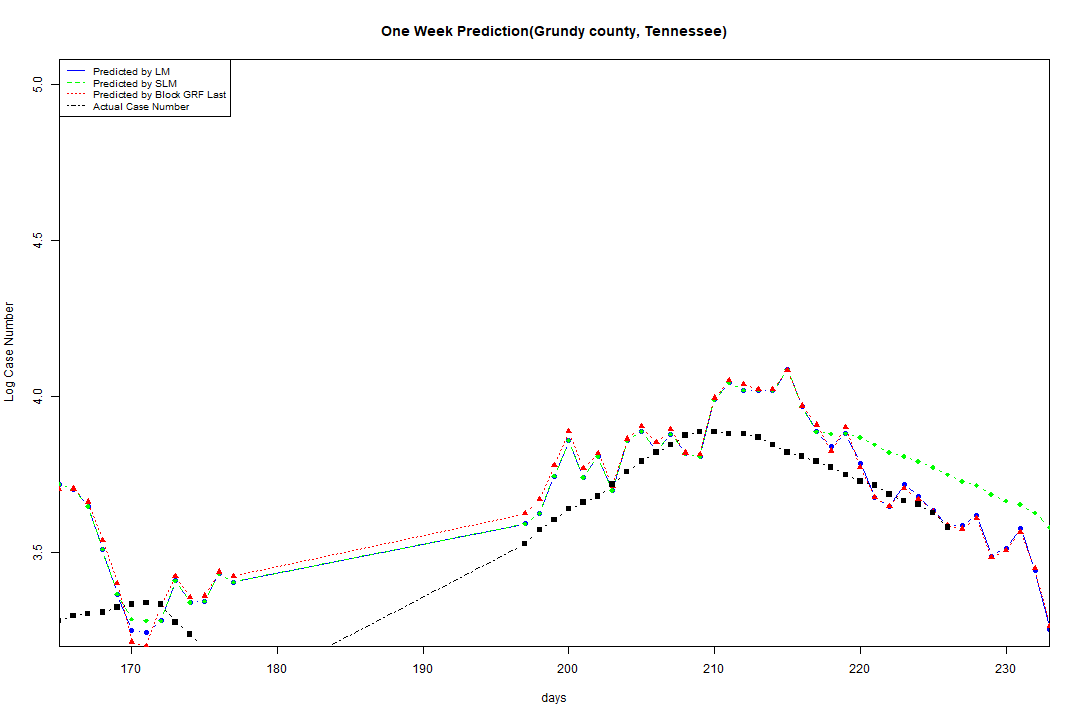 One Week Prediction(Grundy county, Tennessee)
Predicted by LM
Predicted by SLM
Predicted by Block GRF Last
Actual Case Number
5.0
4.5
4.0
3.5
Log Case Number
170 180 190 200 210 220 230
days